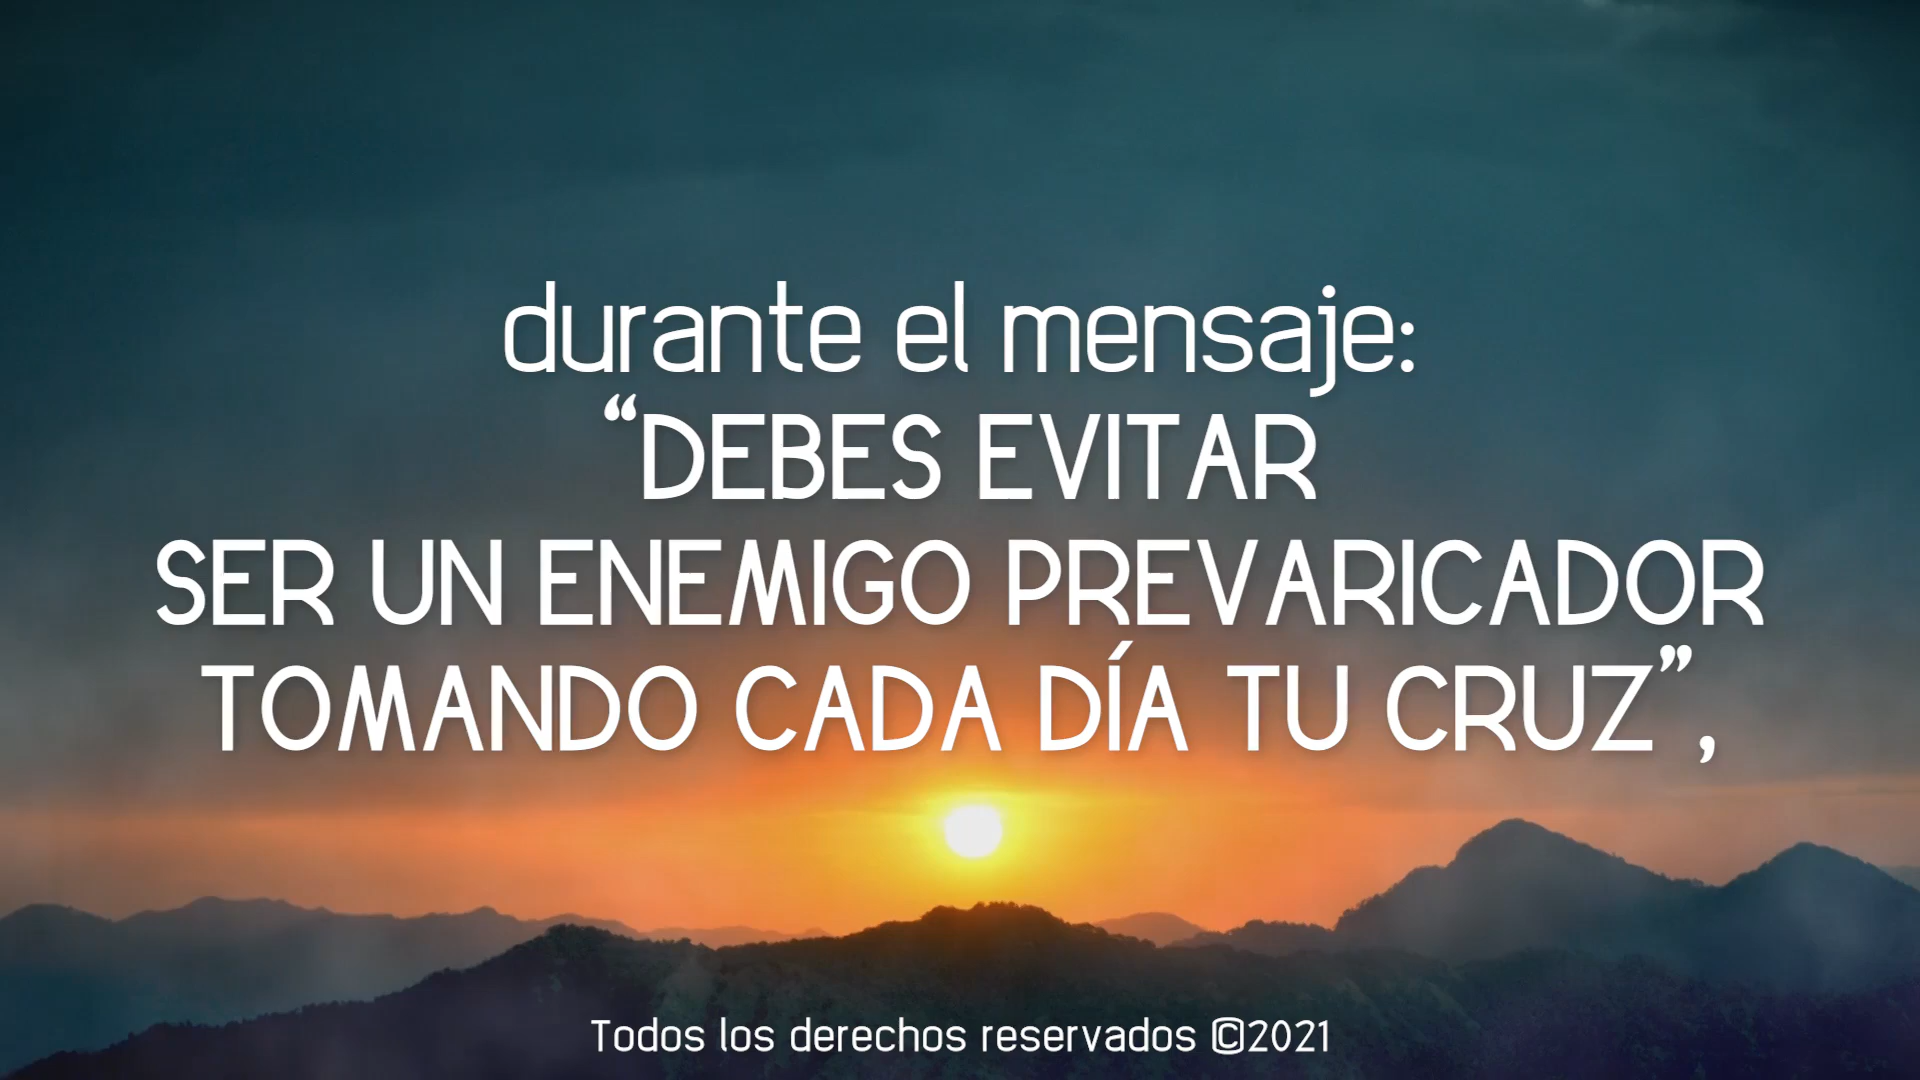 durante el mensaje:
“DEBES EVITAR
SER UN ENEMIGO PREVARICADOR
TOMANDO CADA DÍA TU CRUZ”,
Todos los derechos reservados ©2021